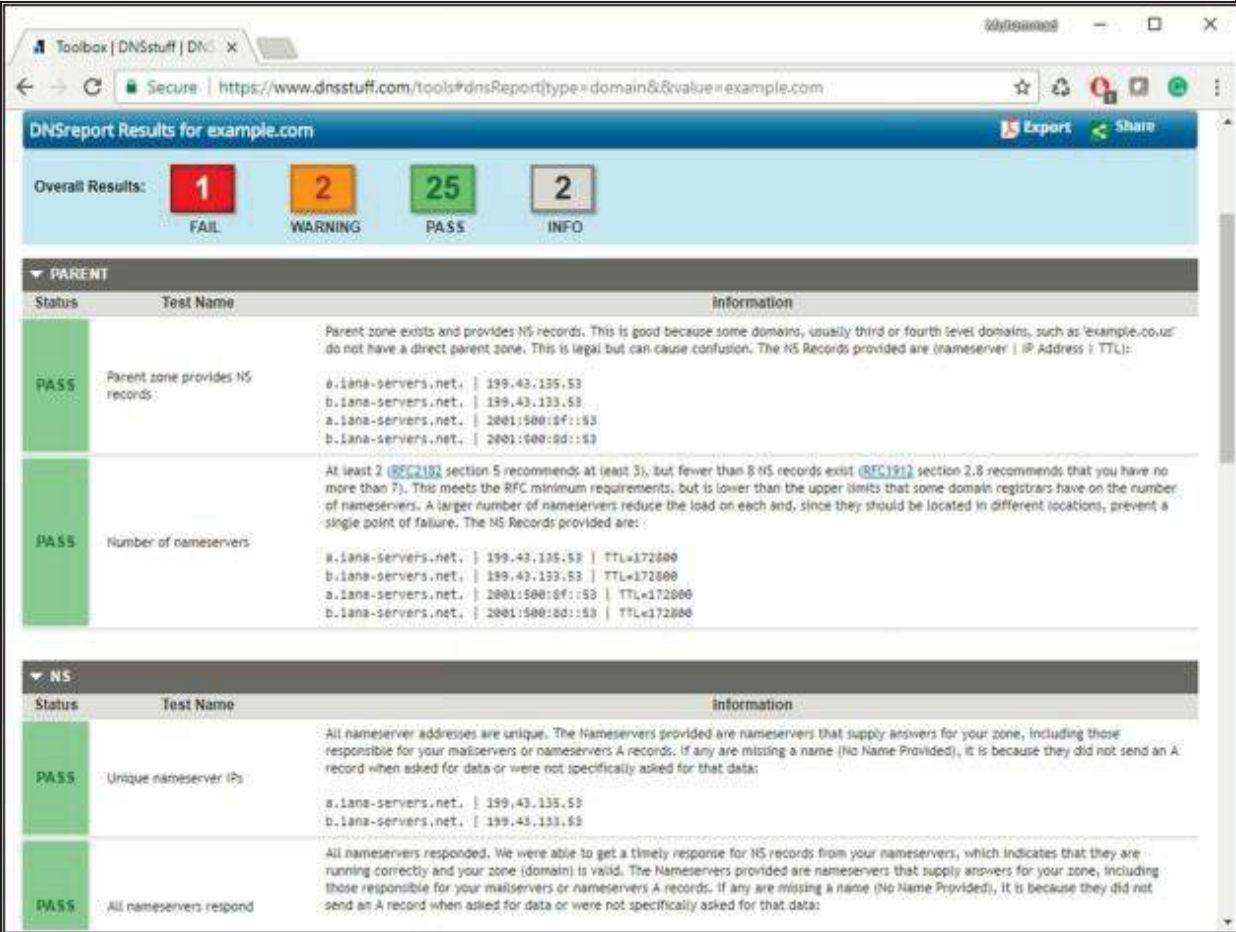 Muhammad
Toolbox | DNSstuff | DNS
Secure | https://www.dnsstuff.com/tools#dnsReport|type=domain&&value=example.com
DNSreport Results for example.com
Export Share
Overall Results:
1 2 25 2
FAIL WARNING PASS INFO
PARENT
Status Test Name Information
PASS
Parent zone provides NS
records
Parent zone exists and provides NS records. This is good because some domains, usually third or fourth level domains, such as 'example.co.us'
do not have a direct parent zone. This is legal but can cause confusion. The NS Records provided are (nameserver | IP Address | TTL):
a.iana-servers.net. | 199.43.135.53
b.iana-servers.net. | 199.43.133.53
a.iana-servers.net. | 2001:500:8f::53
b.iana-servers.net. | 2001:500:8d::53
PASS
Number of nameservers
At least 2 (RFC2182 section 5 recommends at least 3), but fewer than 8 NS records exist (RFC1912 section 2.8 recommends that you have no
more than 7). This meets the RFC minimum requirements, but is lower than the upper limits that some domain registrars have on the number
of nameservers. A larger number of nameservers reduce the load on each and, since they should be located in different locations, prevent a
single point of failure. The NS Records provided are:
a.iana-servers.net. | 199.43.135.53 | TTL=172800
b.iana-servers.net. | 199.43.133.53 | TTL=172800
a.iana-servers.net. | 2001:500:8f::53 | TTL=172800
b.iana-servers.net. | 2001:500:8d::53 | TTL=172800
NS
Status Test Name Information
PASS
Unique nameserver IPs
All nameserver addresses are unique. The Nameservers provided are nameservers that supply answers for your zone, including those
responsible for your mailservers or nameservers A records. If any are missing a name (No Name Provided), it is because they did not send an A
record when asked for data or were not specifically asked for that data:
a.iana-servers.net. | 199.43.135.53
b.iana-servers.net. | 199.43.133.53
PASS
All nameservers respond
All nameservers responded. We were able to get a timely response for NS records from your nameservers, which indicates that they are
running correctly and your zone (domain) is valid. The Nameservers provided are nameservers that supply answers for your zone, including
those responsible for your mailservers or nameservers A records. If any are missing a name (No Name Provided), it is because they did not
send an A record when asked for data or were not specifically asked for that data: